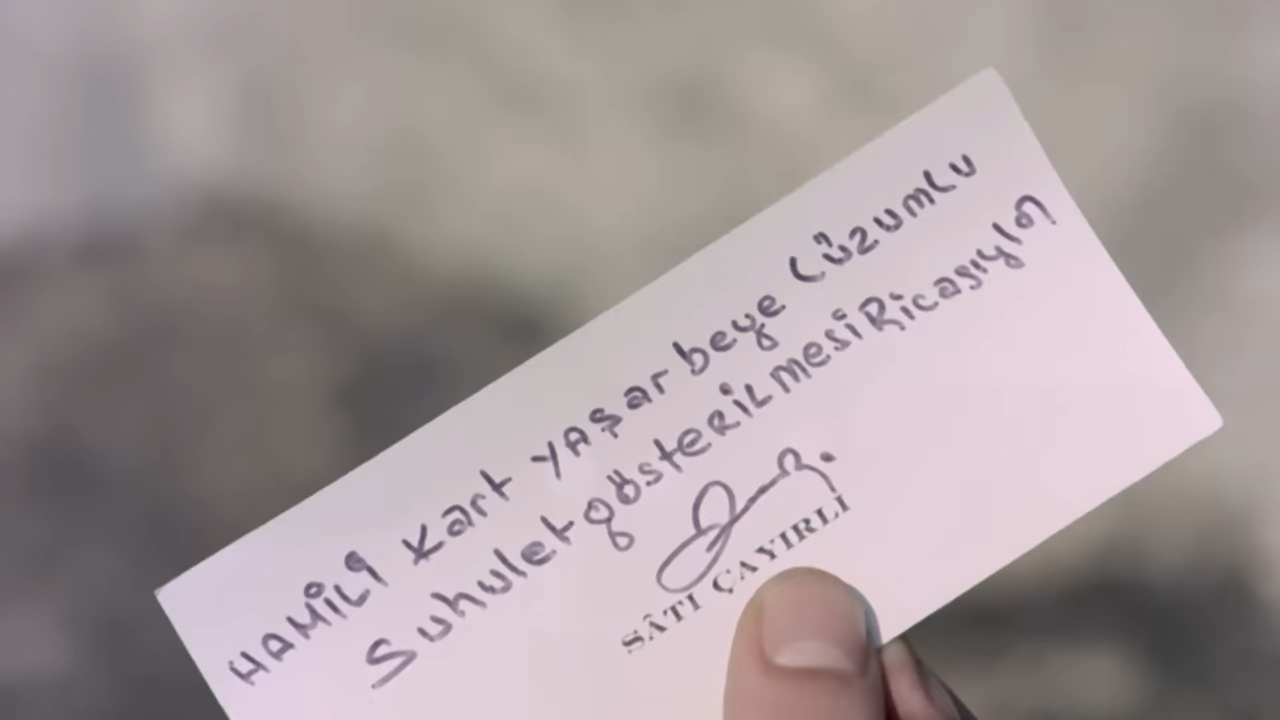 HAMİLİ Kart YAŞar beye Lüzumlu
Suhulet gösterilmesi Ricasıyla
SÂTI ÇAYIRLI